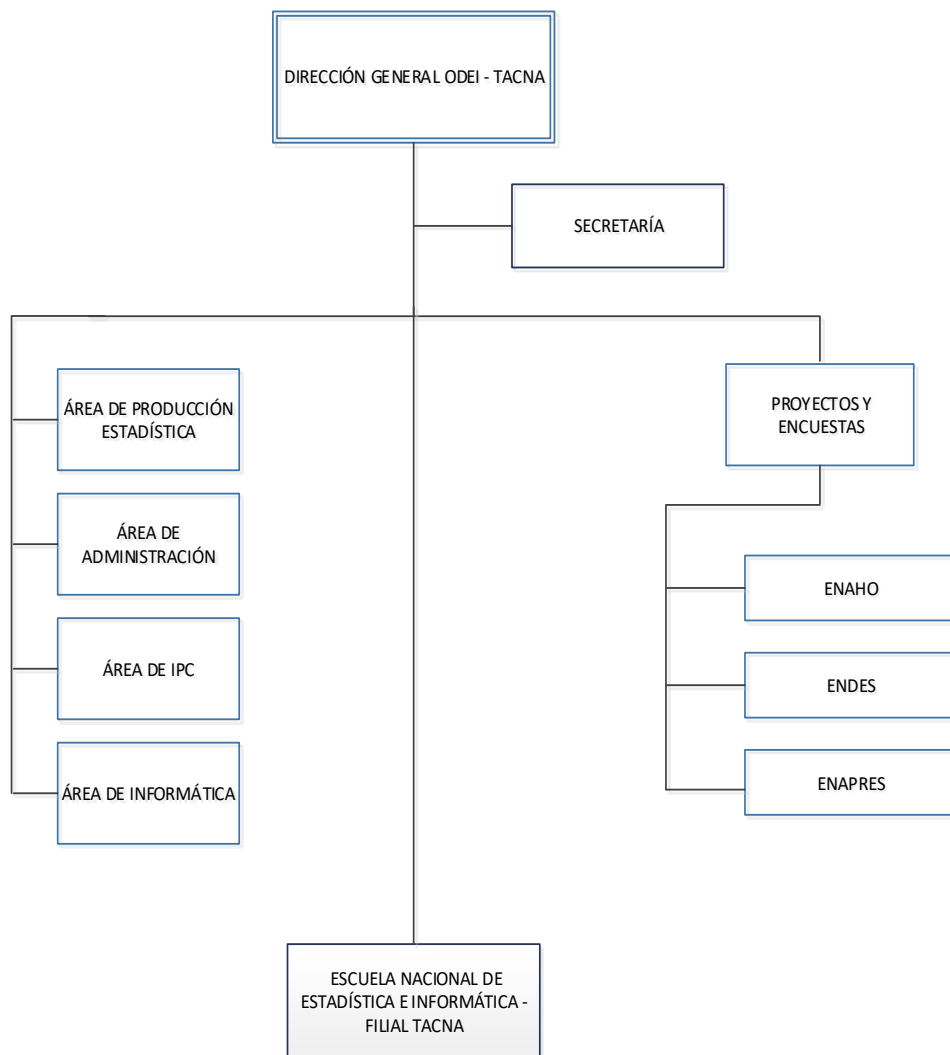 DIRECCIÓN GENERAL ODEI - TACNA
SECRETARÍA
ÁREA DE PRODUCCIÓN
ESTADÍSTICA
ÁREA DE
ADMINISTRACIÓN
ÁREA DE IPC
ÁREA DE INFORMÁTICA
PROYECTOS Y
ENCUESTAS
ENAHO
ENDES
ENAPRES
ESCUELA NACIONAL DE
ESTADÍSTICA E INFORMÁTICA -
FILIAL TACNA